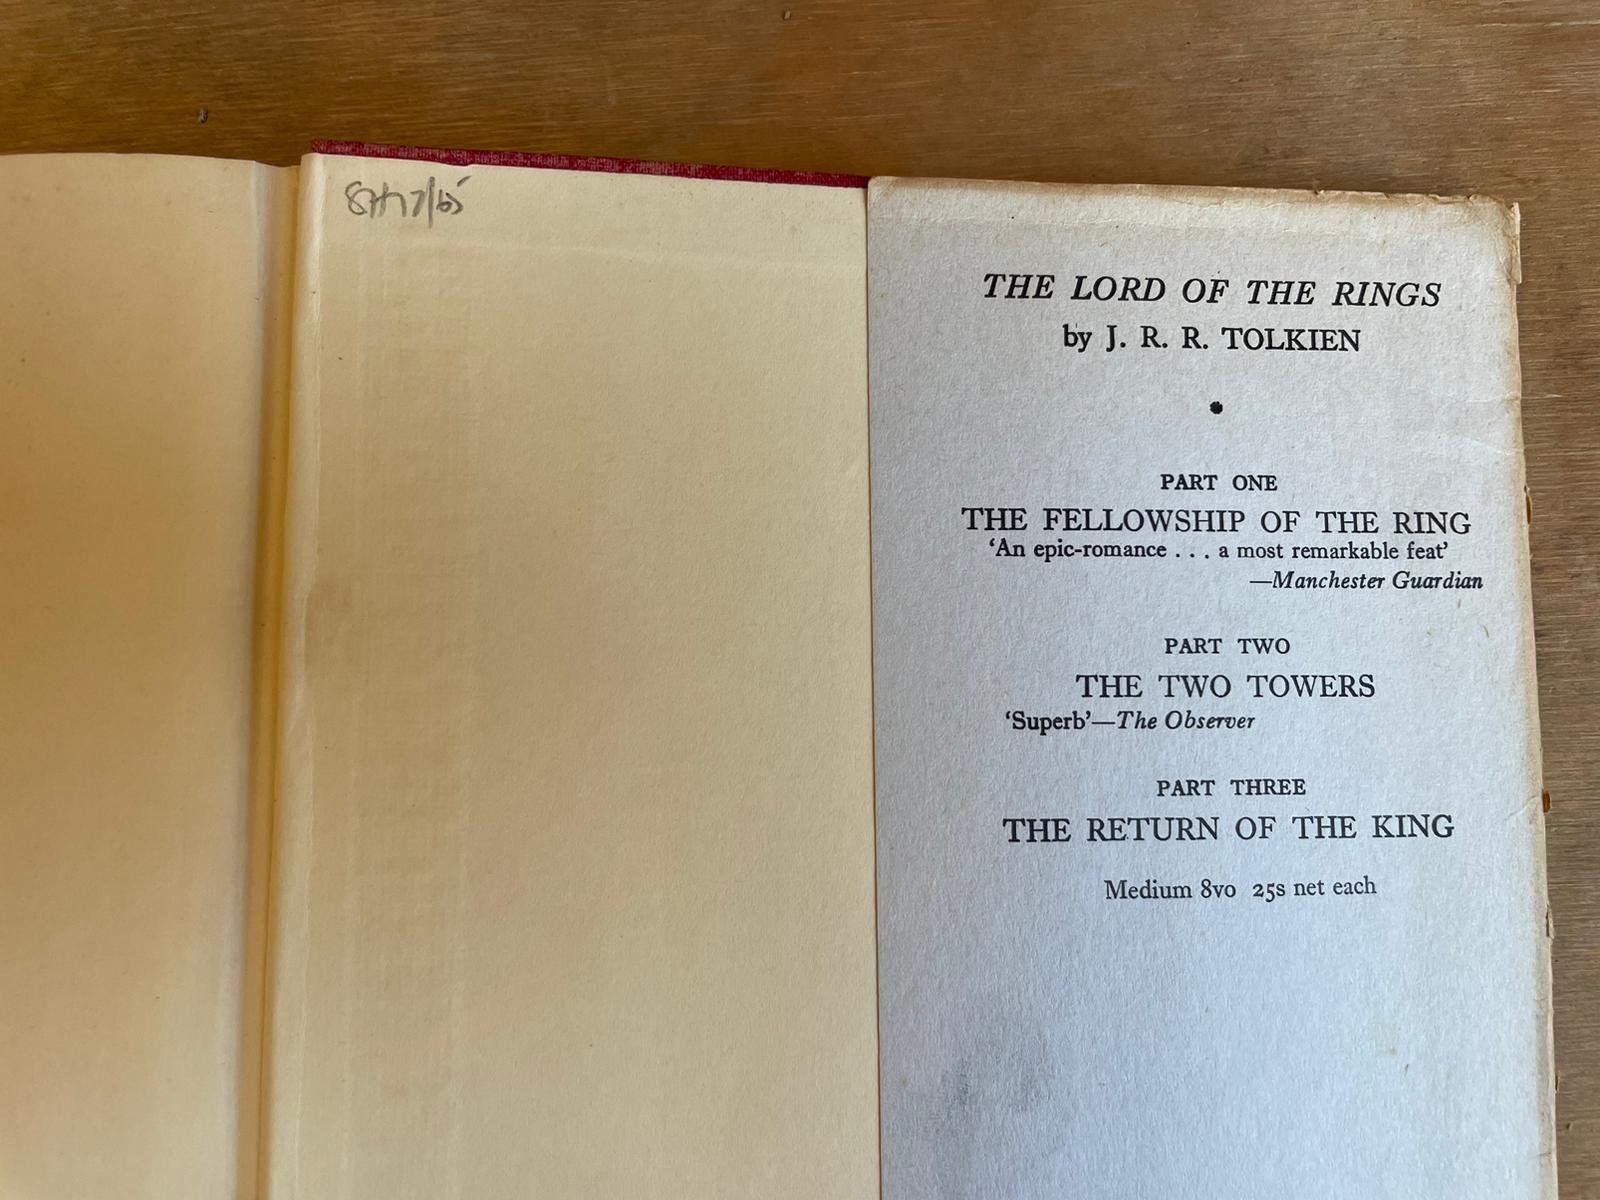 THE LORD OF THE RINGS
by J. R. R. TOLKIEN
PART ONE
THE FELLOWSHIP OF THE RING
‘An epic-romance . . . a most remarkable feat’
—Manchester Guardian
PART TWO
THE TWO TOWERS
‘Superb’—The Observer
PART THREE
THE RETURN OF THE KING
Medium 8vo 25s net each